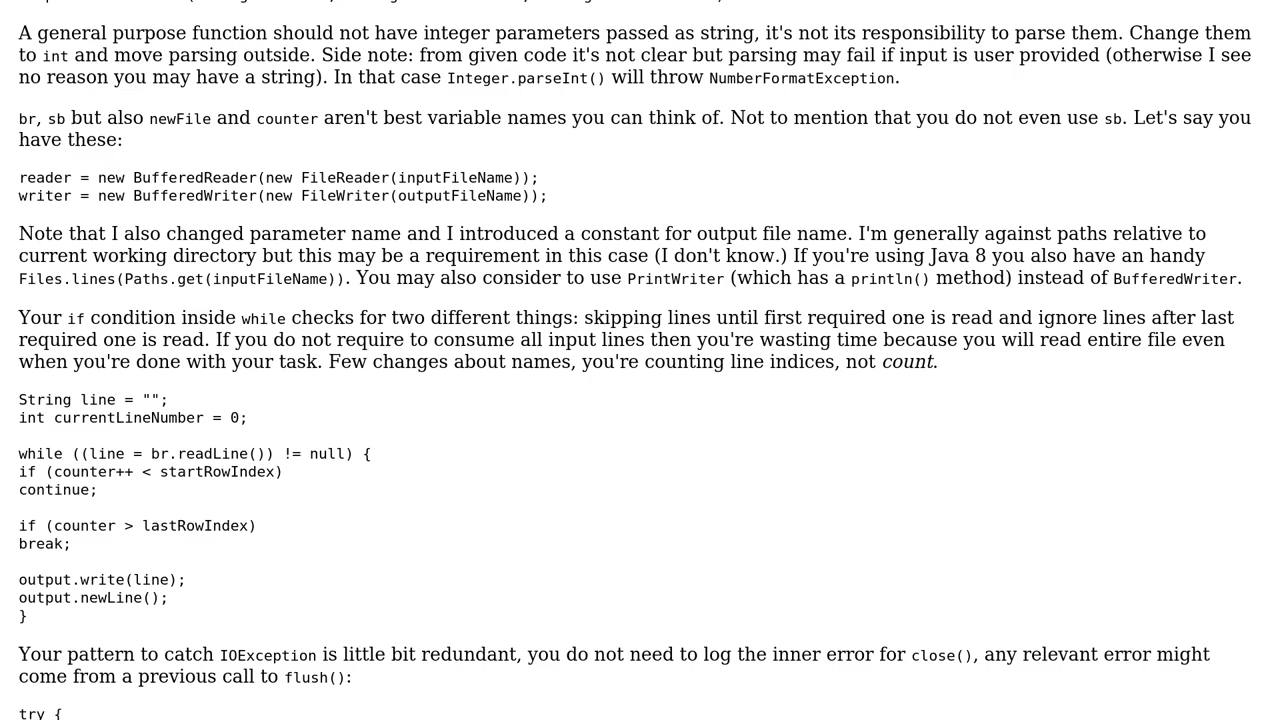 A general purpose function should not have integer parameters passed as string, it's not its responsibility to parse them. Change them
to int and move parsing outside. Side note: from given code it's not clear but parsing may fail if input is user provided (otherwise I see
no reason you may have a string). In that case Integer.parseInt() will throw NumberFormatException.
br, sb but also newFile and counter aren't best variable names you can think of. Not to mention that you do not even use sb. Let's say you
have these:
reader = new BufferedReader(new FileReader(inputFileName));
writer = new BufferedWriter(new FileWriter(outputFileName));
Note that I also changed parameter name and I introduced a constant for output file name. I'm generally against paths relative to
current working directory but this may be a requirement in this case (I don't know.) If you're using Java 8 you also have an handy
Files.lines(Paths.get(inputFileName)). You may also consider to use PrintWriter (which has a println() method) instead of BufferedWriter.
Your if condition inside while checks for two different things: skipping lines until first required one is read and ignore lines after last
required one is read. If you do not require to consume all input lines then you're wasting time because you will read entire file even
when you're done with your task. Few changes about names, you're counting line indices, not count.
String line = "";
int currentLineNumber = 0;
while ((line = br.readLine()) != null) {
if (counter++ < startRowIndex)
continue;
if (counter > lastRowIndex)
break;
output.write(line);
output.newLine();
}
Your pattern to catch IOException is little bit redundant, you do not need to log the inner error for close(), any relevant error might
come from a previous call to flush():
try {